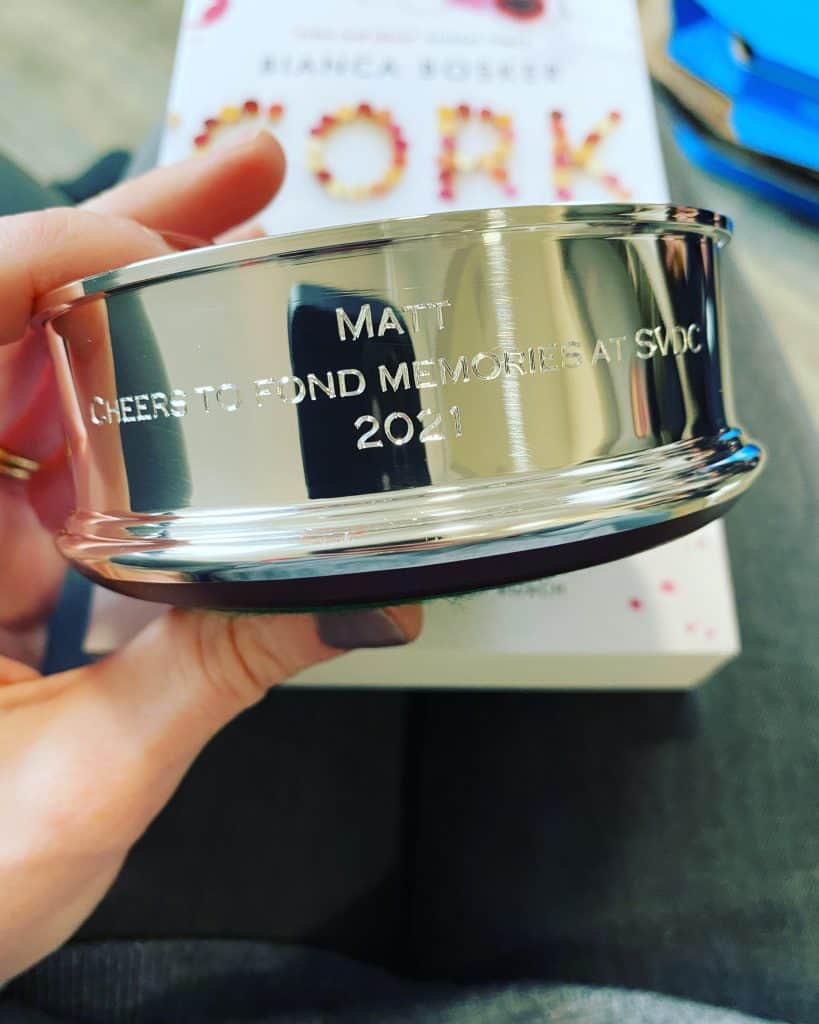 BIANCA BOSKER
CORK
MATT
CHEERS TO FOND MEMORIES AT SVDC
2021